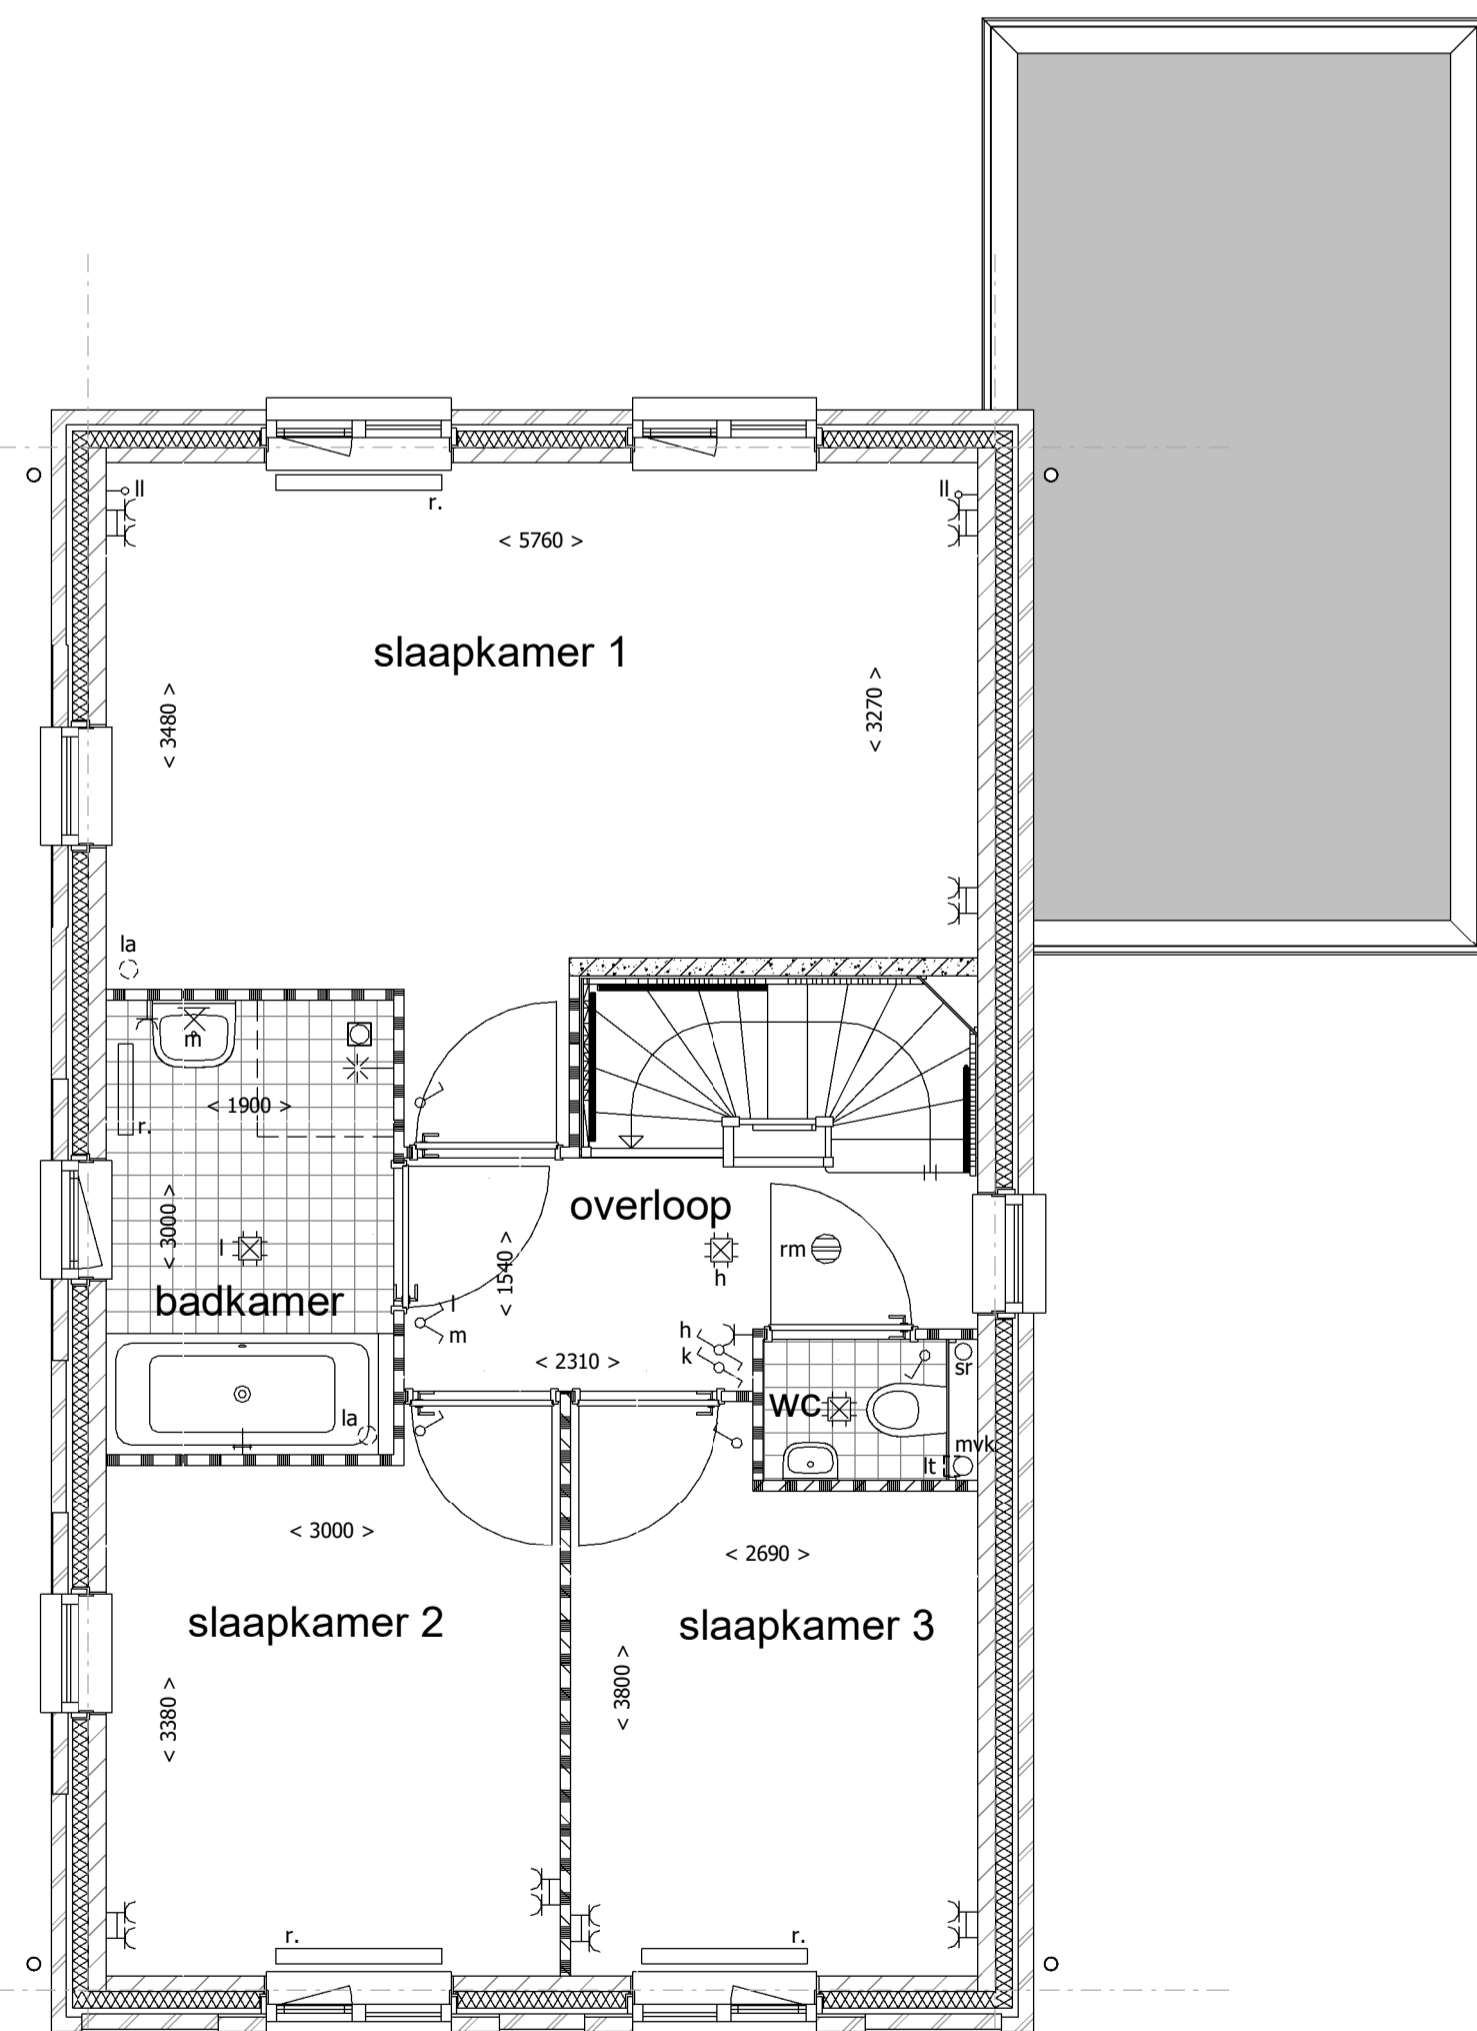 ll
ll
r.
< 5760 >
slaapkamer 1
< 3480 >
< 3270 >
la
m
< 1900 >
r.
overloop
< 3000 >
l
< 1540 >
h
rm
badkamer
l
m
h
k
< 2310 >
sr
wc
la
mvk
lt
< 3000 >
< 2690 >
slaapkamer 2
slaapkamer 3
< 3380 >
< 3800 >
r.
r.